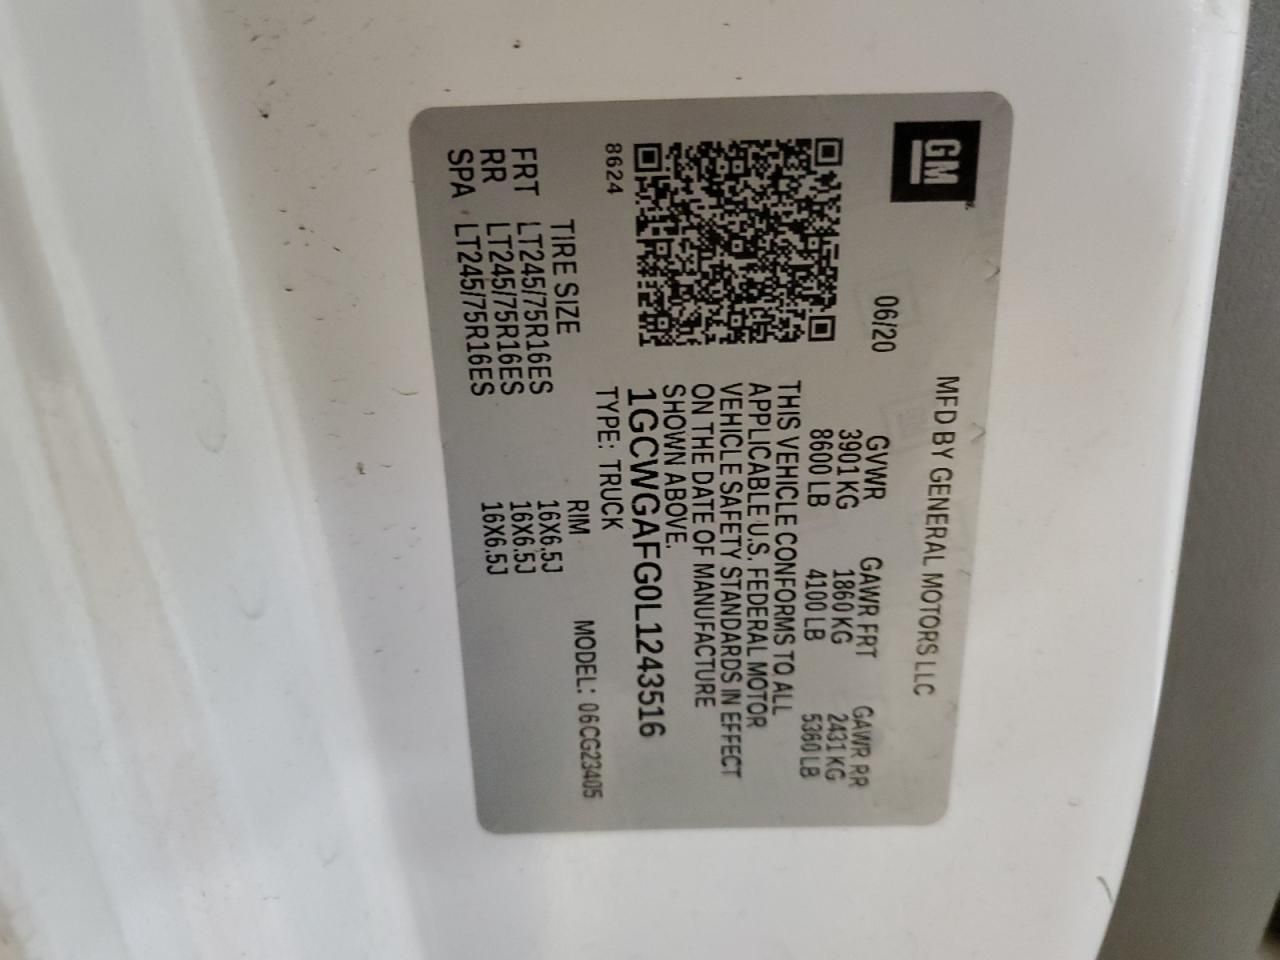 GM
MFD BY GENERAL MOTORS LLC
06/20
GVWR GAWR FRT GAWR RR
3901 KG 1860 KG 2431 KG
8600 LB 4100 LB 5360 LB
THIS VEHICLE CONFORMS TO ALL
APPLICABLE U.S. FEDERAL MOTOR
VEHICLE SAFETY STANDARDS IN EFFECT
ON THE DATE OF MANUFACTURE
SHOWN ABOVE.
1GCWGAFG0L1243516
8624
TYPE: TRUCK MODEL: 06CG23405
TIRE SIZE RIM
FRT LT245/75R16ES 16X6.5J
RR LT245/75R16ES 16X6.5J
SPA LT245/75R16ES 16X6.5J